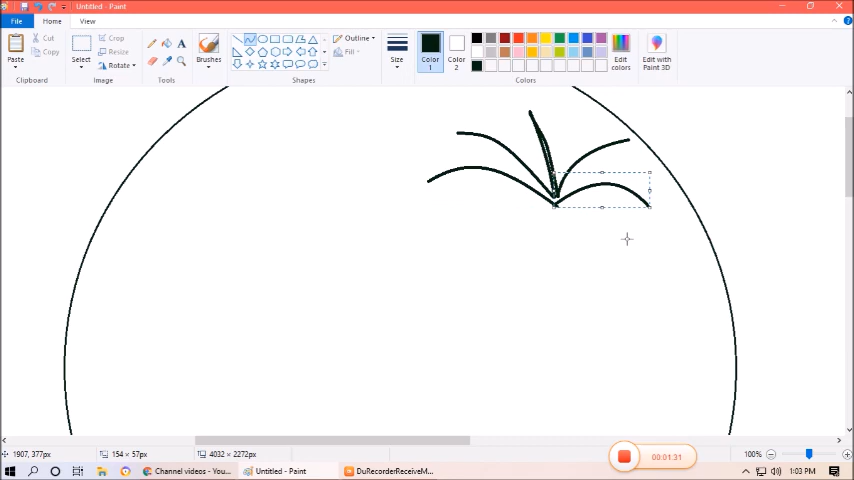 Untitled - Paint
File
Home
View
Paste
Cut
Copy
Clipboard
Select
Crop
Resize
Rotate
Image
A
Tools
Brushes
Shapes
Outline
Fill
Size
Color
1
Color
2
Colors
Edit
colors
Edit with
Paint 3D
1907, 377px
154 × 57px
4032 × 2272px
100%
00:01:31
Channel videos - You...
Untitled - Paint
DuRecorderReceiveM...
1:03 PM